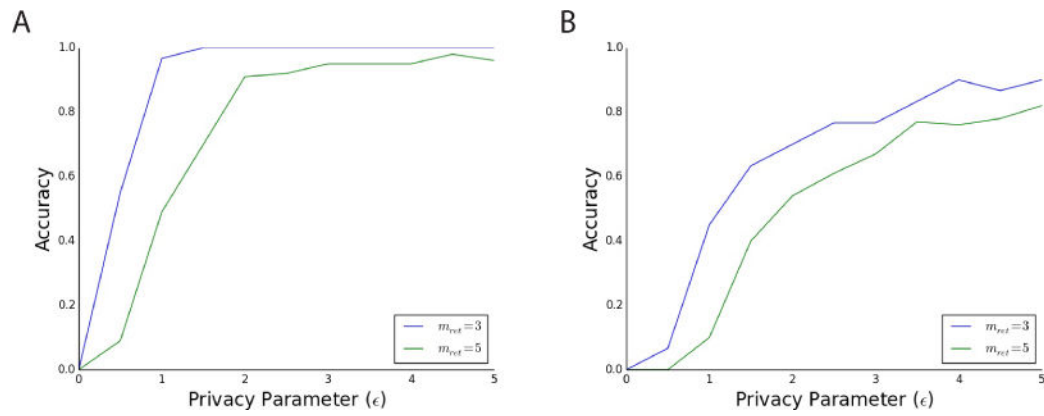 A
B
Accuracy
1.0
0.8
0.6
0.4
0.2
0.0
0 1 2 3 4 5
Privacy Parameter (ϵ)
m_ret=3
m_ret=5
Accuracy
1.0
0.8
0.6
0.4
0.2
0.0
0 1 2 3 4 5
Privacy Parameter (ϵ)
m_ret=3
m_ret=5